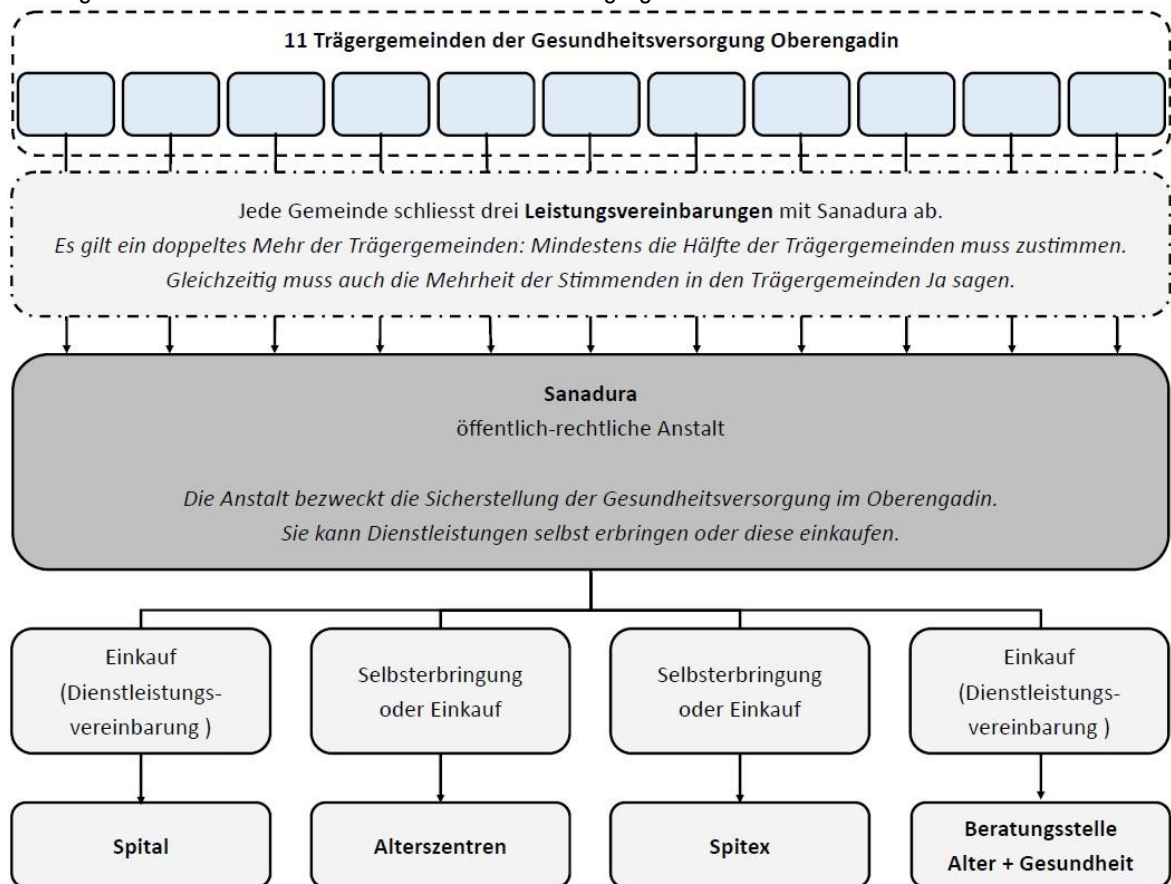 11 Trägergemeinden der Gesundheitsversorgung Oberengadin
Jede Gemeinde schliesst drei Leistungsvereinbarungen mit Sanadura ab.
Es gilt ein doppeltes Mehr der Trägergemeinden: Mindestens die Hälfte der Trägergemeinden muss zustimmen.
Gleichzeitig muss auch die Mehrheit der Stimmenden in den Trägergemeinden Ja sagen.
Sanadura
öffentlich-rechtliche Anstalt
Die Anstalt bezweckt die Sicherstellung der Gesundheitsversorgung im Oberengadin.
Sie kann Dienstleistungen selbst erbringen oder diese einkaufen.
Einkauf
(Dienstleistungs-
vereinbarung )
Selbsterbringung
oder Einkauf
Selbsterbringung
oder Einkauf
Einkauf
(Dienstleistungs-
vereinbarung )
Spital
Alterszentren
Spitex
Beratungsstelle
Alter + Gesundheit